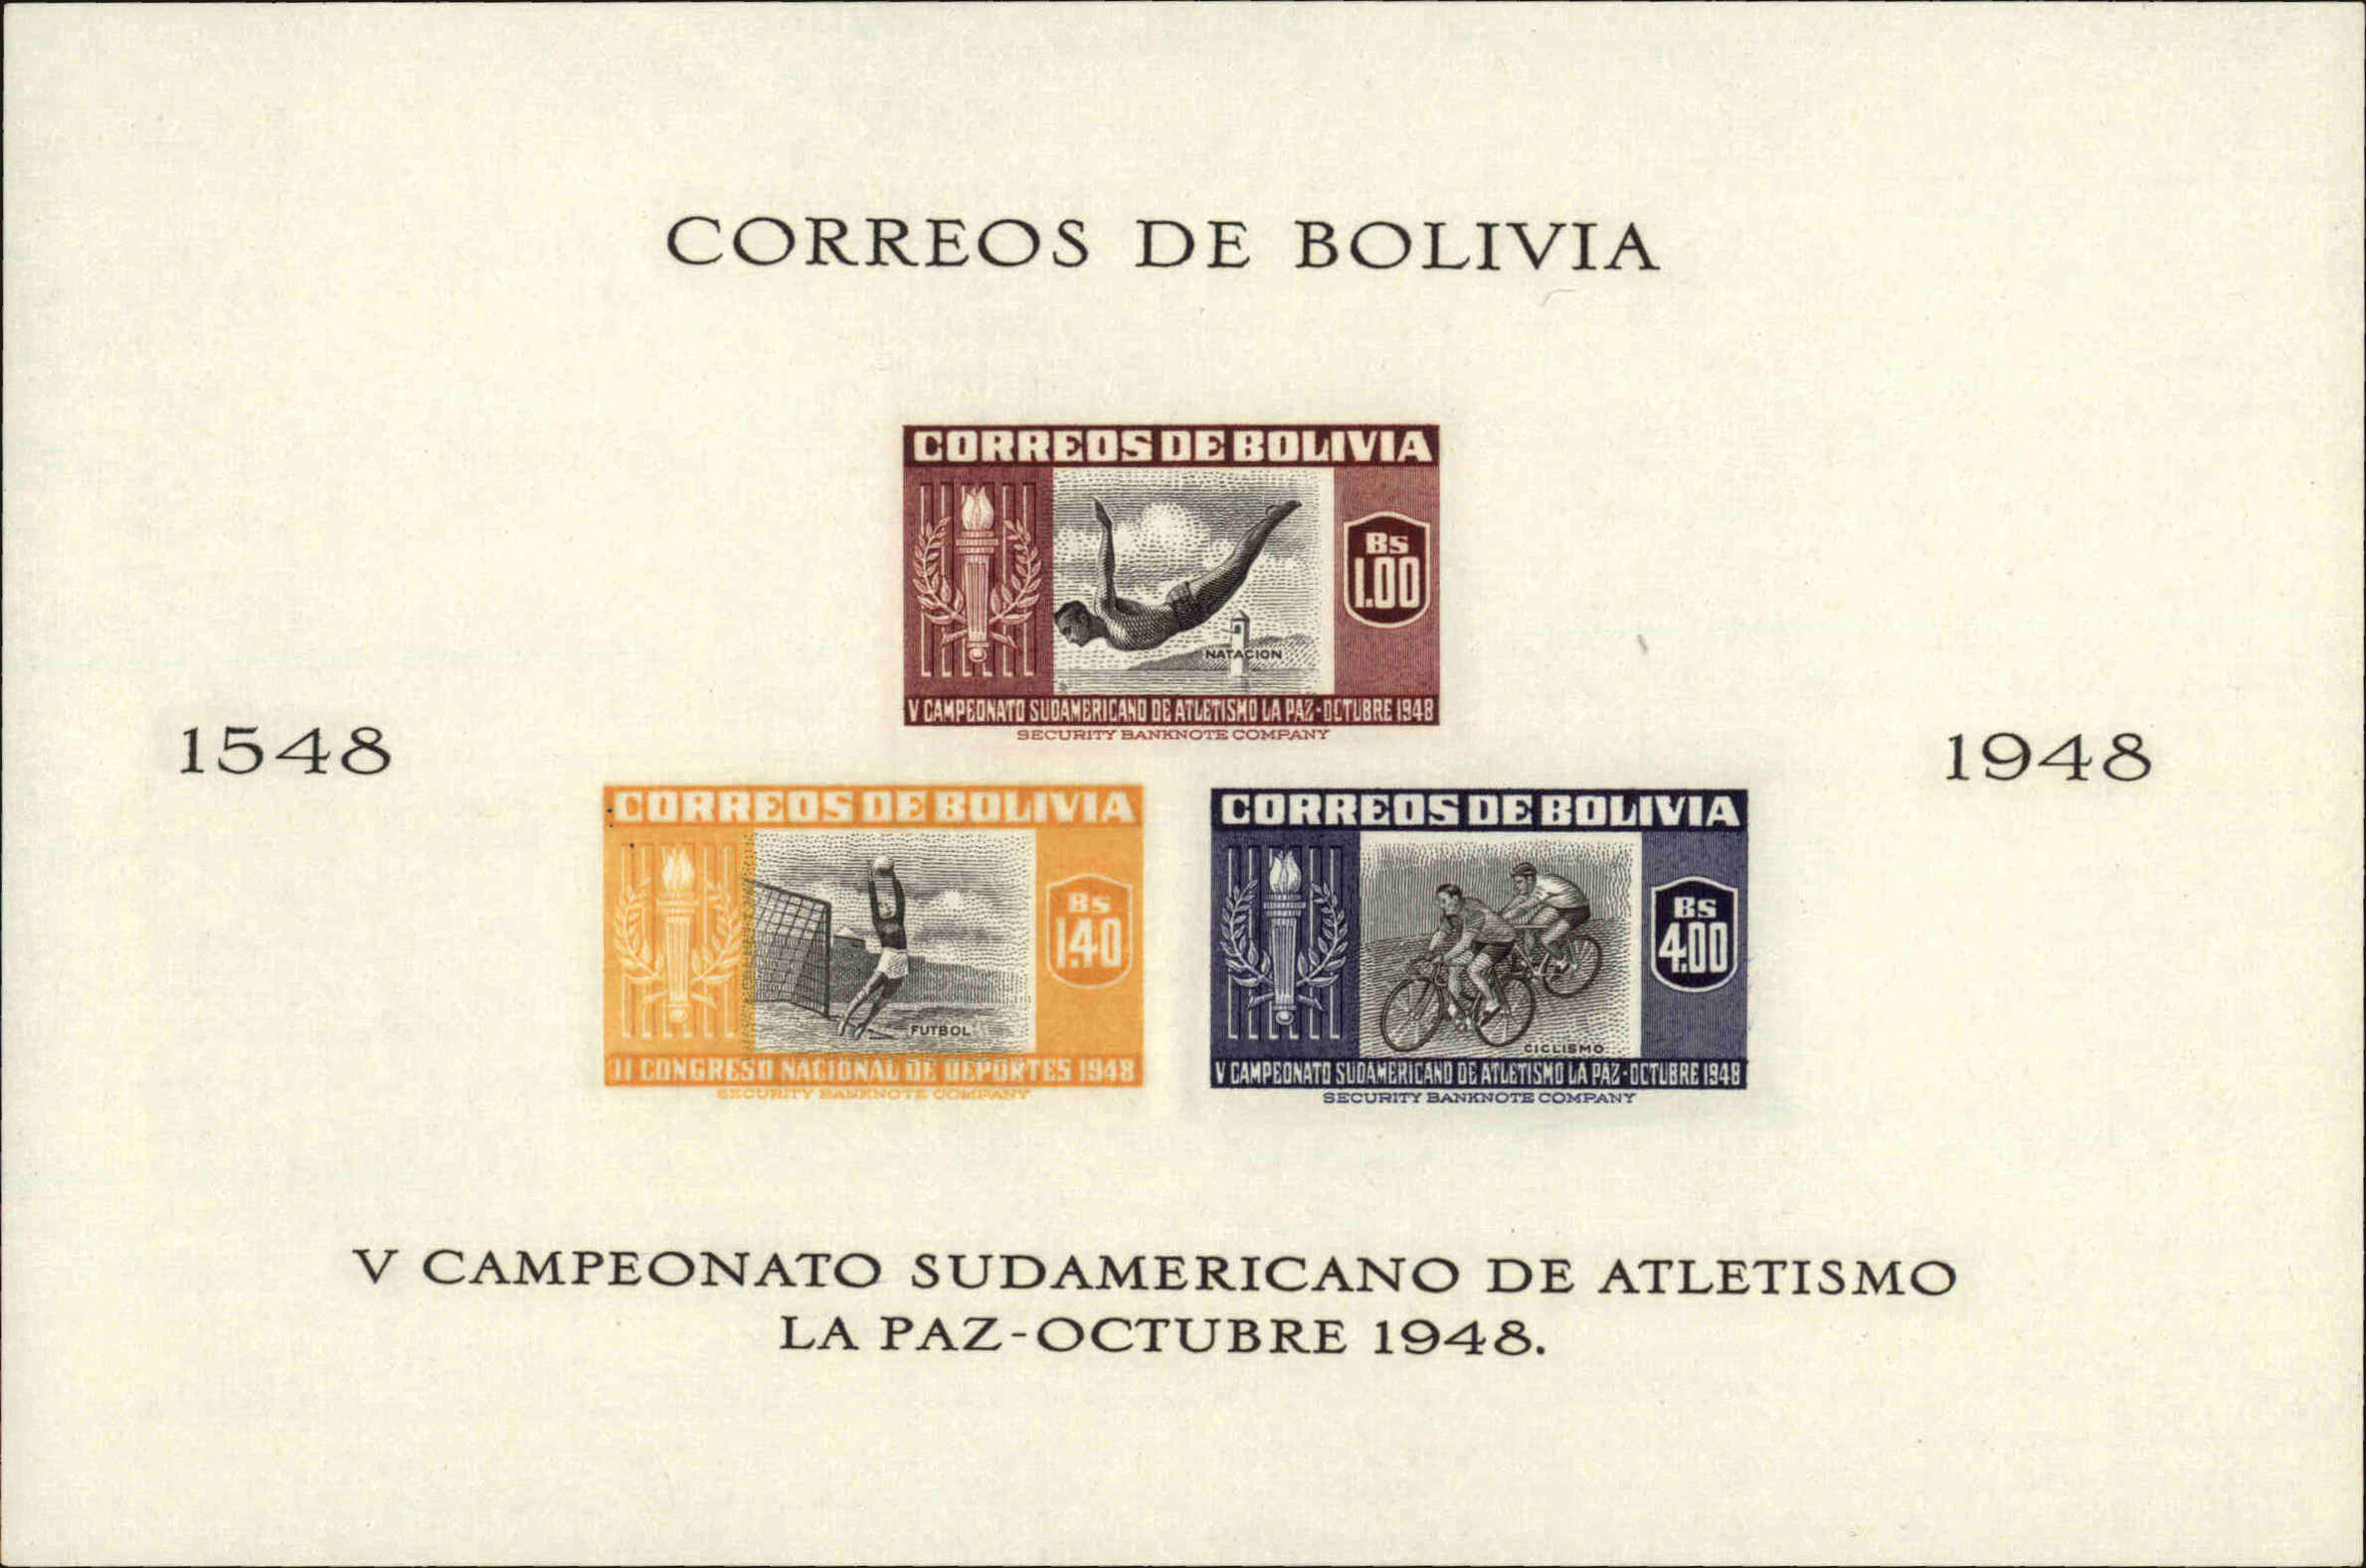 CORREOS DE BOLIVIA
CORREOS DE BOLIVIA
Bs
1.00
NATACION
V CAMPEONATO SUDAMERICANO DE ATLETISMO LA PAZ-OCTUBRE 1948
SECURITY BANKNOTE COMPANY
1548
1948
CORREOS DE BOLIVIA
Bs
1.40
FUTBOL
II CONGRESO NACIONAL DE DEPORTES 1948
SECURITY BANKNOTE COMPANY
CORREOS DE BOLIVIA
Bs
4.00
CICLISMO
V CAMPEONATO SUDAMERICANO DE ATLETISMO LA PAZ-OCTUBRE 1948
SECURITY BANKNOTE COMPANY
V CAMPEONATO SUDAMERICANO DE ATLETISMO
LA PAZ-OCTUBRE 1948.